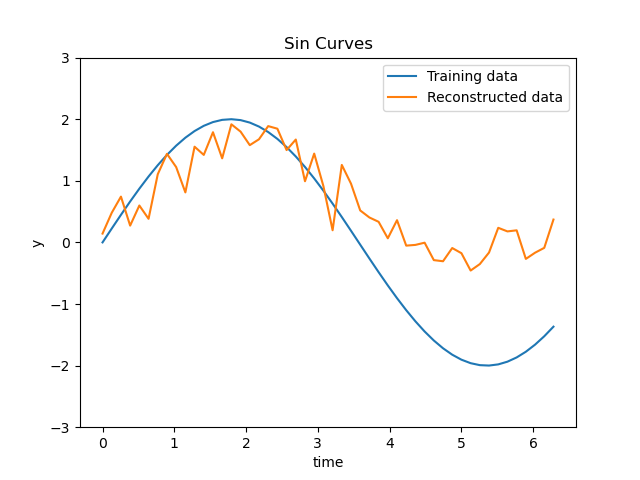 Sin Curves
Training data
Reconstructed data
3
2
1
0
−1
−2
−3
y
0 1 2 3 4 5 6
time